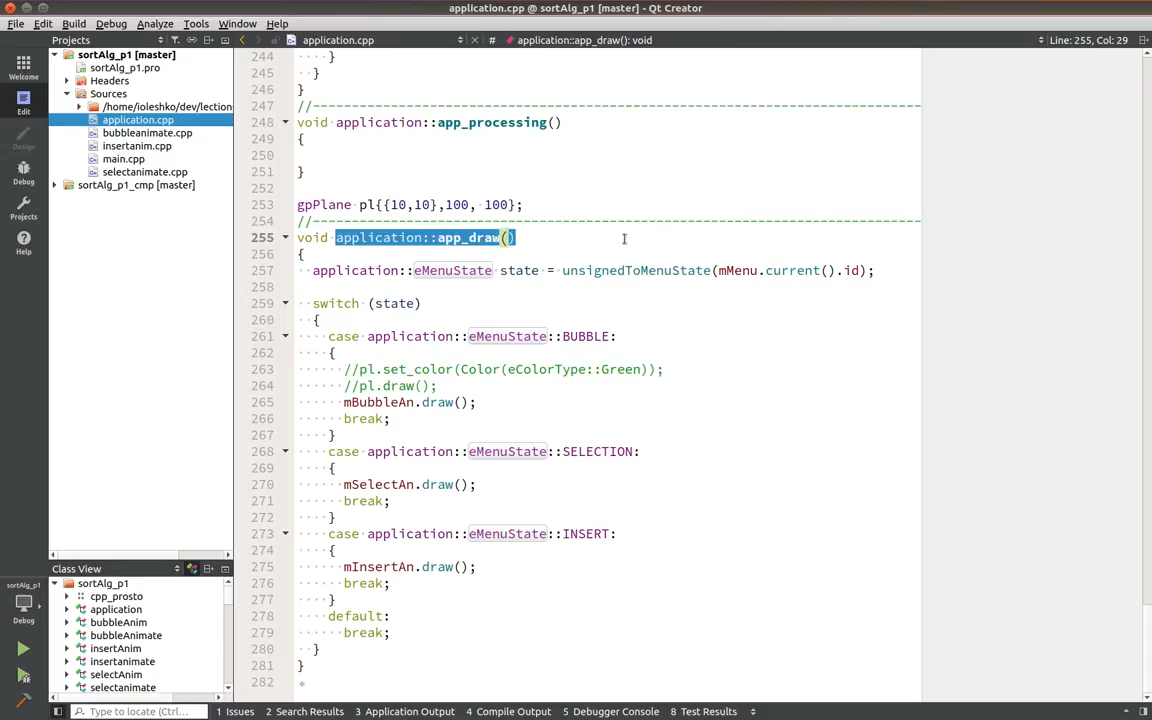 application.cpp @ sortAlg_p1 [master] - Qt Creator
File Edit Build Debug Analyze Tools Window Help
Projects application.cpp # application::app_draw(): void Line: 255, Col: 29
Welcome
Edit
Design
Debug
Projects
Help
sortAlg_p1
Debug
sortAlg_p1 [master]
sortAlg_p1.pro
Headers
Sources
/home/ioleshko/dev/lection
application.cpp
bubbleanimate.cpp
insertanim.cpp
main.cpp
selectanimate.cpp
sortAlg_p1_cmp [master]
Class View
sortAlg_p1
cpp_prosto
application
bubbleAnim
bubbleAnimate
insertAnim
insertanimate
selectAnim
selectanimate
244 }
245 }
246 }
247 //------------------------------------------------------------------------------
248 void application::app_processing()
249 {
250
251 }
252
253 gpPlane pl{{10,10},100, 100};
254 //------------------------------------------------------------------------------
255 void application::app_draw()
256 {
257 application::eMenuState state = unsignedToMenuState(mMenu.current().id);
258
259 switch (state)
260 {
261 case application::eMenuState::BUBBLE:
262 {
263 //pl.set_color(Color(eColorType::Green));
264 //pl.draw();
265 mBubbleAn.draw();
266 break;
267 }
268 case application::eMenuState::SELECTION:
269 {
270 mSelectAn.draw();
271 break;
272 }
273 case application::eMenuState::INSERT:
274 {
275 mInsertAn.draw();
276 break;
277 }
278 default:
279 break;
280 }
281 }
282
Type to locate (Ctrl... 1 Issues 2 Search Results 3 Application Output 4 Compile Output 5 Debugger Console 8 Test Results